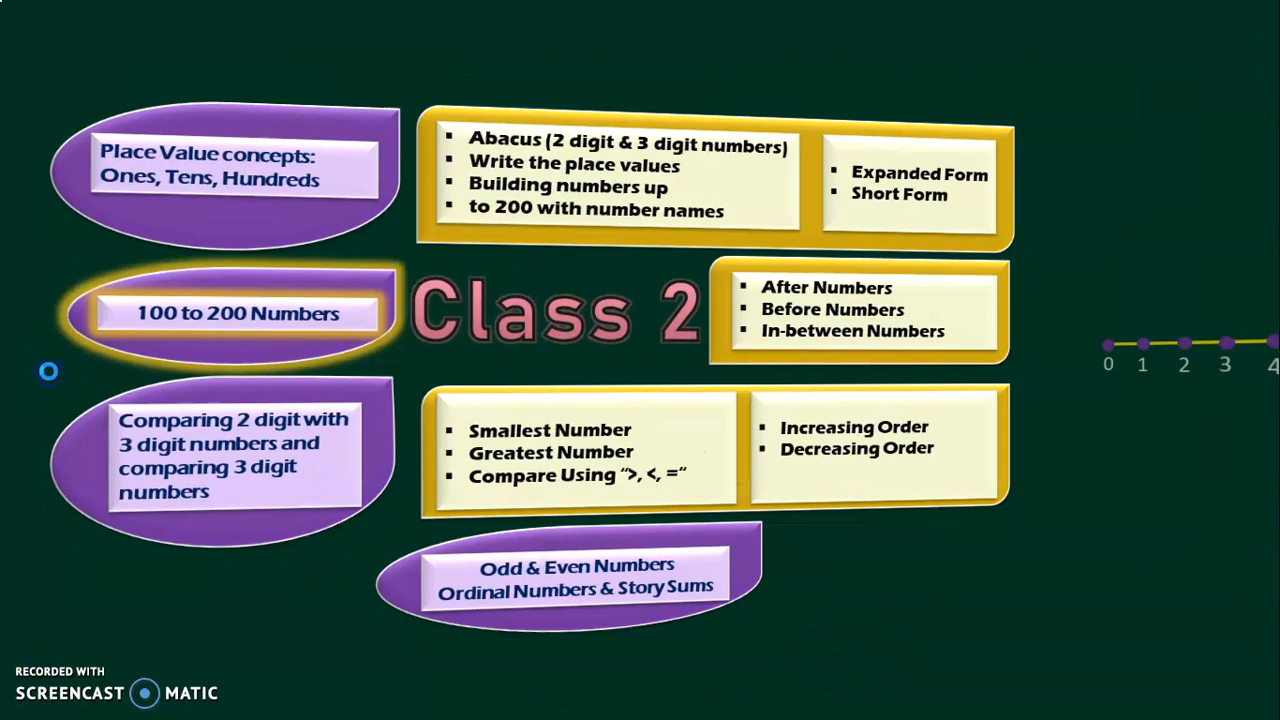 Place Value concepts:
Ones, Tens, Hundreds
▪ Abacus (2 digit & 3 digit numbers)
▪ Write the place values
▪ Building numbers up
▪ to 200 with number names
▪ Expanded Form
▪ Short Form
100 to 200 Numbers
Class 2
▪ After Numbers
▪ Before Numbers
▪ In-between Numbers
0 1 2 3 4
Comparing 2 digit with
3 digit numbers and
comparing 3 digit
numbers
▪ Smallest Number
▪ Greatest Number
▪ Compare Using “>, <, =“
▪ Increasing Order
▪ Decreasing Order
Odd & Even Numbers
Ordinal Numbers & Story Sums
RECORDED WITH
SCREENCAST MATIC